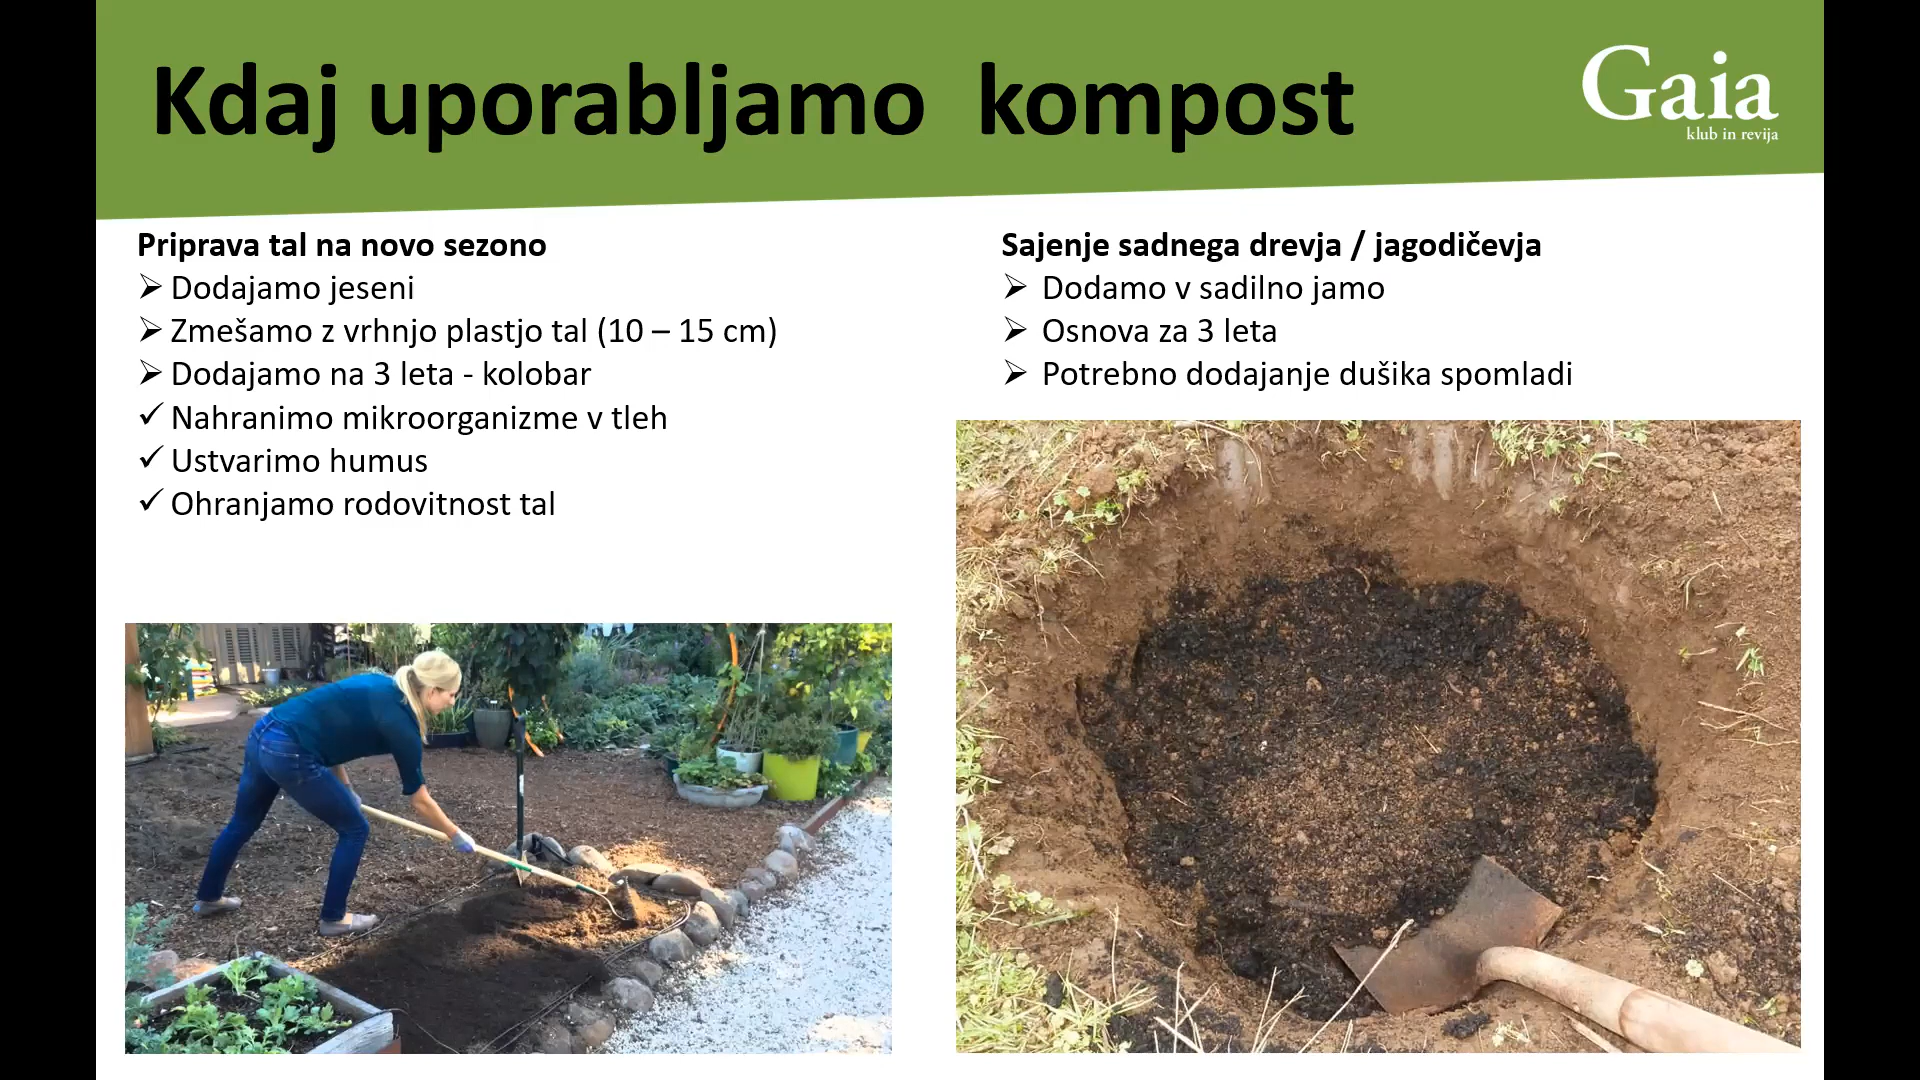 Kdaj uporabljamo kompost
Gaia
klub in revija
Priprava tal na novo sezono
➢ Dodajamo jeseni
➢ Zmešamo z vrhnjo plastjo tal (10 – 15 cm)
➢ Dodajamo na 3 leta - kolobar
✓ Nahranimo mikroorganizme v tleh
✓ Ustvarimo humus
✓ Ohranjamo rodovitnost tal
Sajenje sadnega drevja / jagodičevja
➢ Dodamo v sadilno jamo
➢ Osnova za 3 leta
➢ Potrebno dodajanje dušika spomladi